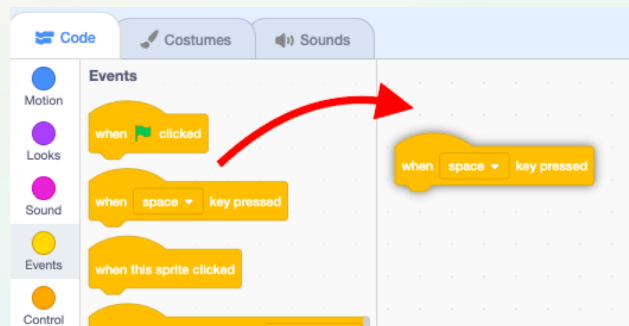 Code
Costumes
Sounds
Motion
Looks
Sound
Events
Control
Events
when clicked
when space key pressed
when this sprite clicked
when space key pressed